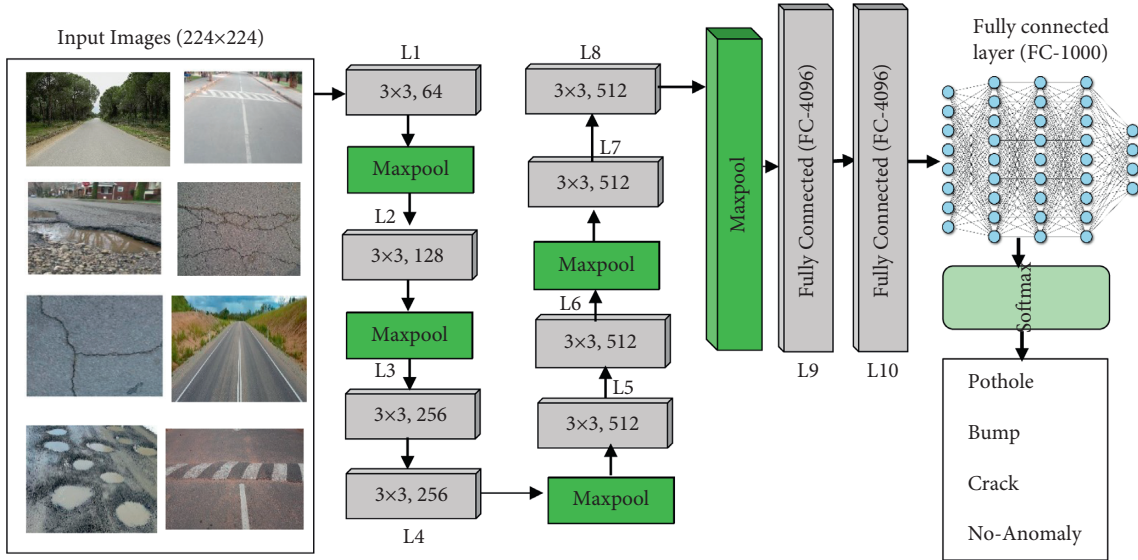 Input Images (224×224)
L1
3×3, 64
Maxpool
L2
3×3, 128
Maxpool
L3
3×3, 256
3×3, 256
L4
Maxpool
L5
3×3, 512
L6
3×3, 512
Maxpool
L7
3×3, 512
L8
3×3, 512
Maxpool
Fully Connected (FC-4096)
L9
Fully Connected (FC-4096)
L10
Fully connected
layer (FC-1000)
Softmax
Pothole
Bump
Crack
No-Anomaly